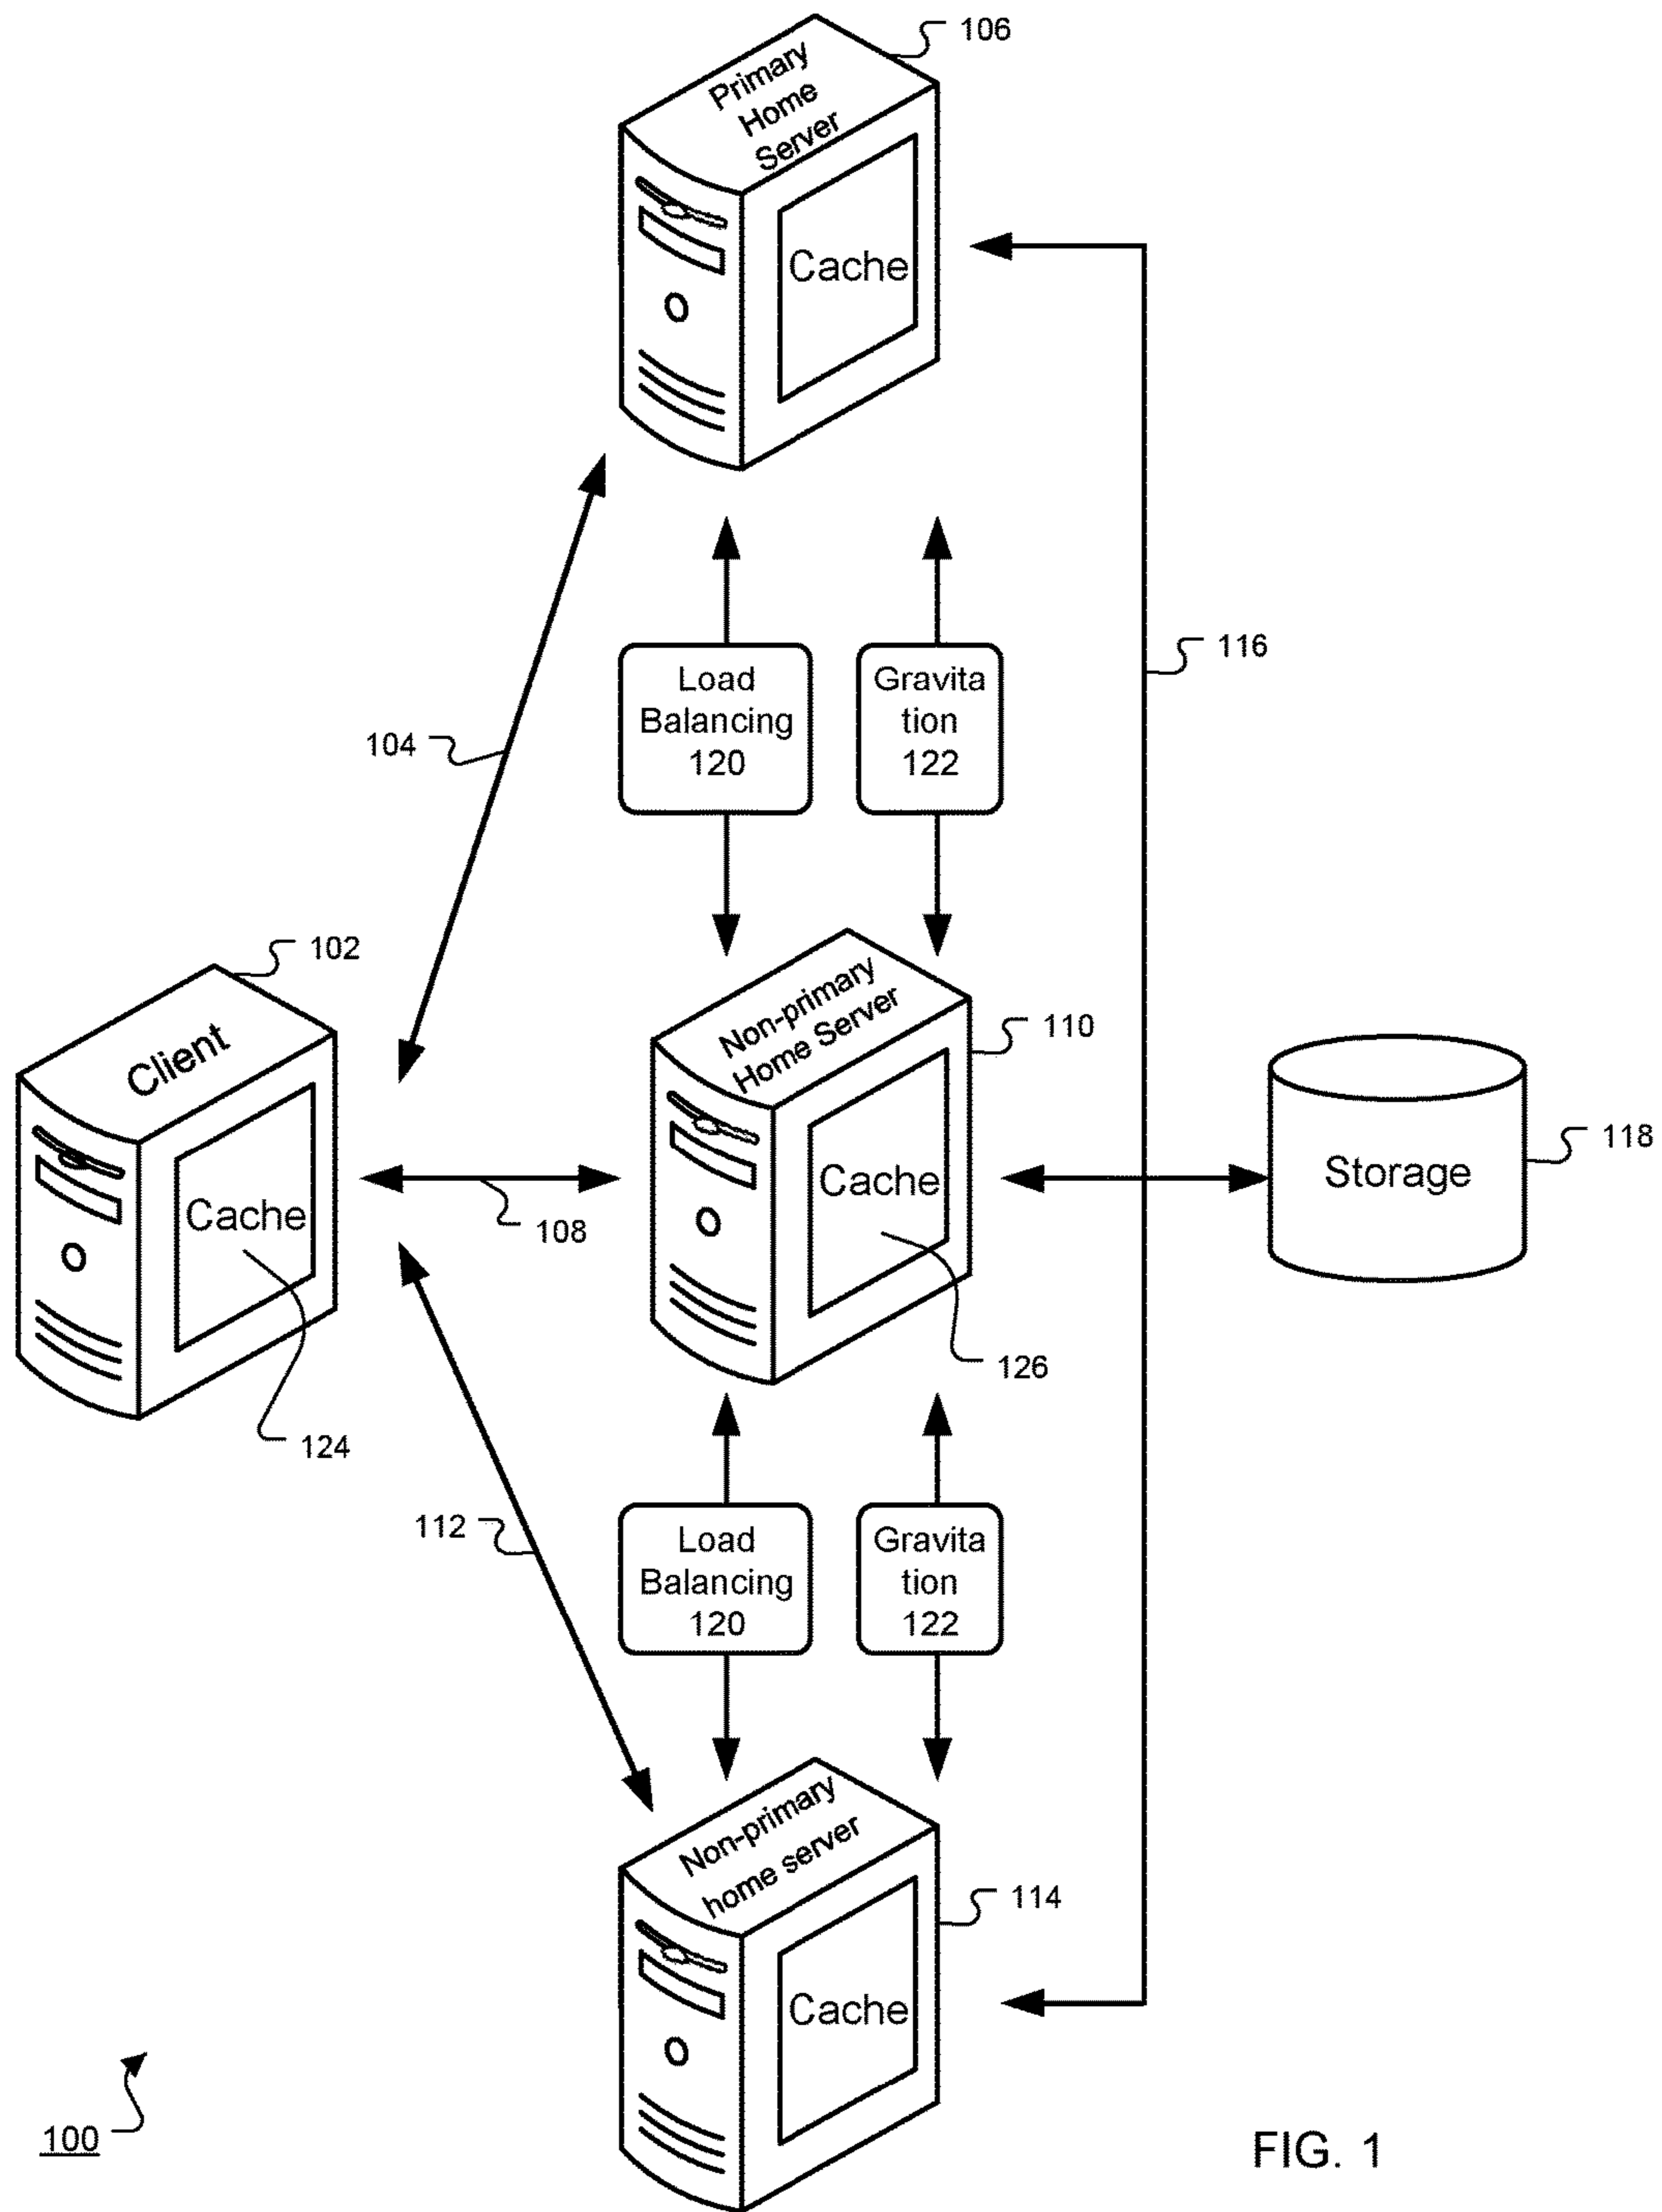 106
Primary
Home
Server
Cache
116
Load
Balancing
120
Gravita
tion
122
104
102
Client
Cache
124
108
Non-primary
Home Server
110
Cache
126
Storage
118
112
Load
Balancing
120
Gravita
tion
122
Non-primary
home server
114
Cache
100
FIG. 1